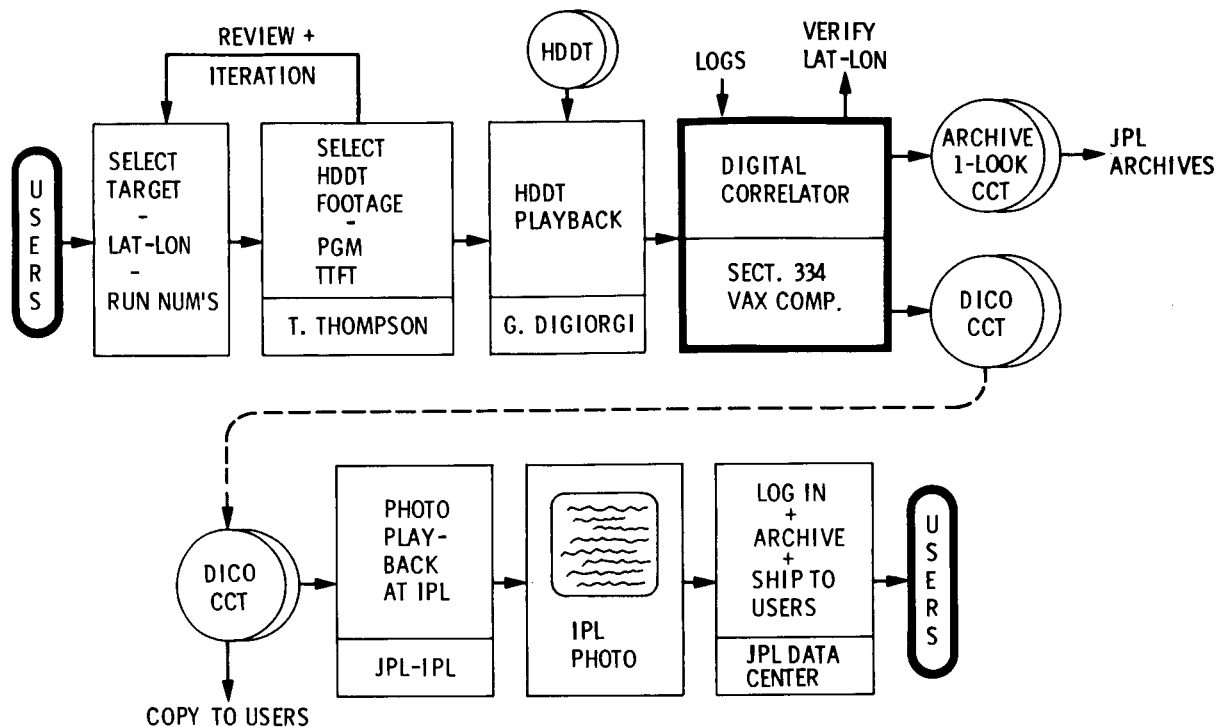 REVIEW +
ITERATION
USERS
SELECT
TARGET
-
LAT-LON
-
RUN NUM'S
SELECT
HDDT
FOOTAGE
-
PGM
TTFT
T. THOMPSON
HDDT
HDDT
PLAYBACK
G. DIGIORGI
LOGS
VERIFY
LAT-LON
DIGITAL
CORRELATOR
SECT. 334
VAX COMP.
ARCHIVE
1-LOOK
CCT
JPL
ARCHIVES
DICO
CCT
DICO
CCT
COPY TO USERS
PHOTO
PLAY-
BACK
AT IPL
JPL-IPL
IPL
PHOTO
LOG IN
+
ARCHIVE
+
SHIP TO
USERS
JPL DATA
CENTER
USERS